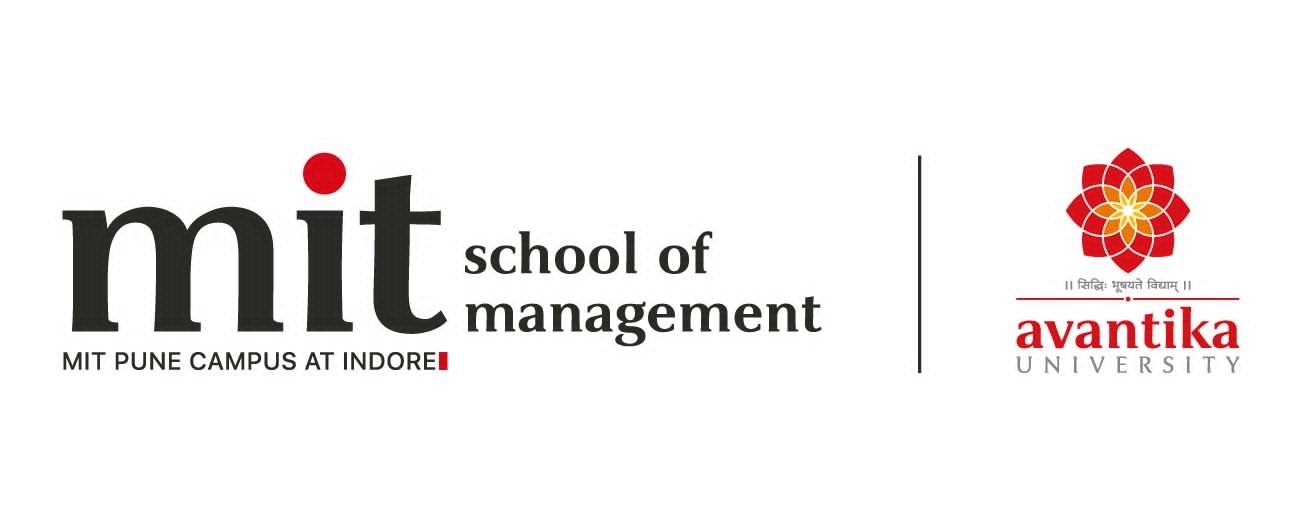 mit
school of
management
MIT PUNE CAMPUS AT INDORE
॥ सिद्धिः भूषयते विद्याम् ॥
avantika
UNIVERSITY